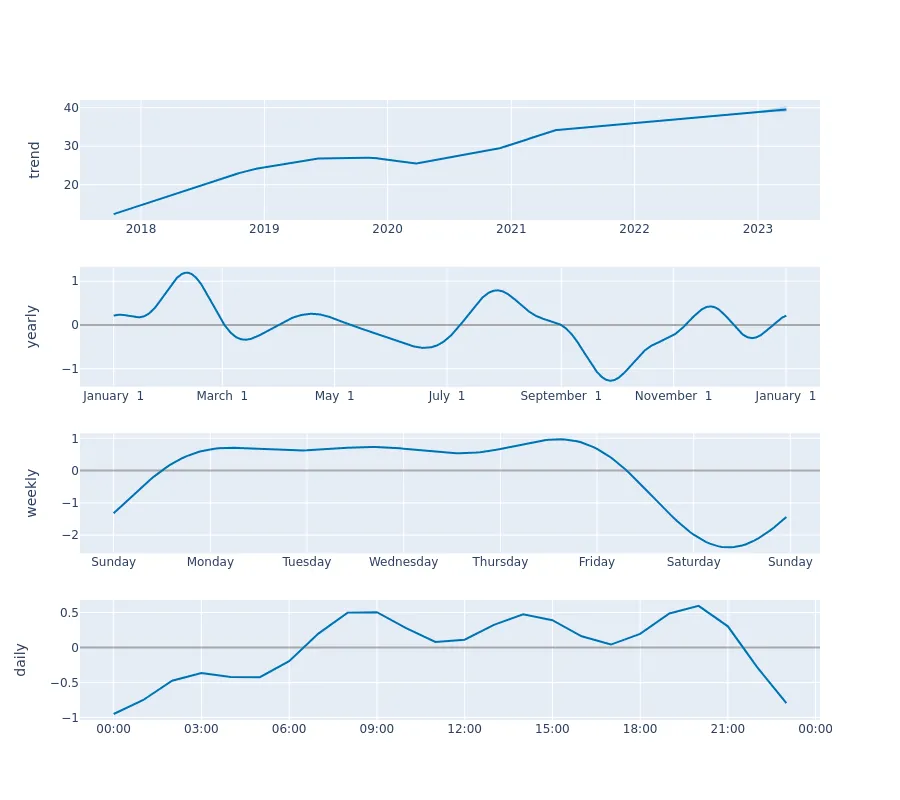 trend
40
30
20
2018 2019 2020 2021 2022 2023
yearly
1
0
−1
January 1 March 1 May 1 July 1 September 1 November 1 January 1
weekly
1
0
−1
−2
Sunday Monday Tuesday Wednesday Thursday Friday Saturday Sunday
daily
0.5
0
−0.5
−1
00:00 03:00 06:00 09:00 12:00 15:00 18:00 21:00 00:00